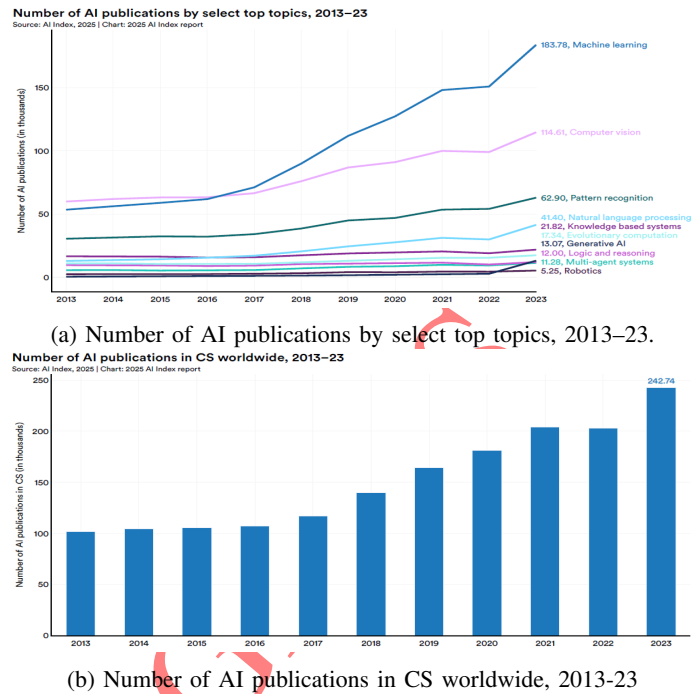 Number of AI publications by select top topics, 2013–23
Source: AI Index, 2025 | Chart: 2025 AI Index report
Number of AI publications (in thousands)
150
100
50
0
183.78, Machine learning
114.61, Computer vision
62.90, Pattern recognition
41.40, Natural language processing
21.82, Knowledge based systems
17.34, Evolutionary computation
13.07, Generative AI
12.00, Logic and reasoning
11.28, Multi-agent systems
5.25, Robotics
2013 2014 2015 2016 2017 2018 2019 2020 2021 2022 2023
(a) Number of AI publications by select top topics, 2013–23.
Number of AI publications in CS worldwide, 2013–23
Source: AI Index, 2025 | Chart: 2025 AI Index report
Number of AI publications in CS (in thousands)
250
200
150
100
50
0
242.74
2013 2014 2015 2016 2017 2018 2019 2020 2021 2022 2023
(b) Number of AI publications in CS worldwide, 2013-23